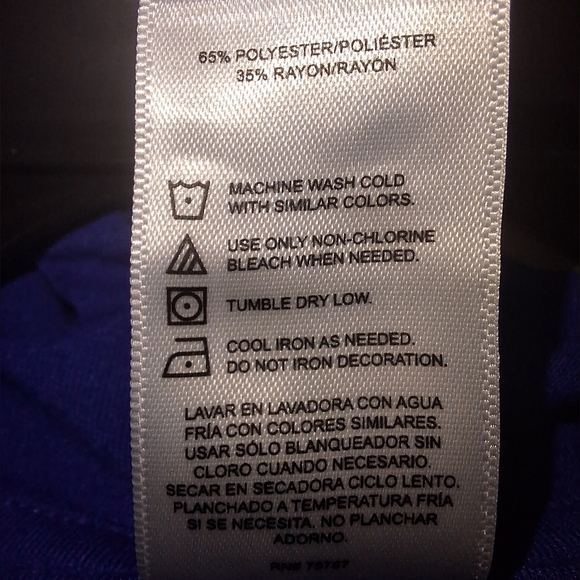 65% POLYESTER/POLIÉSTER
35% RAYON/RAYÓN
MACHINE WASH COLD
WITH SIMILAR COLORS.
USE ONLY NON-CHLORINE
BLEACH WHEN NEEDED.
TUMBLE DRY LOW.
COOL IRON AS NEEDED.
DO NOT IRON DECORATION.
LAVAR EN LAVADORA CON AGUA
FRÍA CON COLORES SIMILARES.
USAR SÓLO BLANQUEADOR SIN
CLORO CUANDO NECESARIO.
SECAR EN SECADORA CICLO LENTO.
PLANCHADO A TEMPERATURA FRÍA
SI SE NECESITA. NO PLANCHAR
ADORNO.